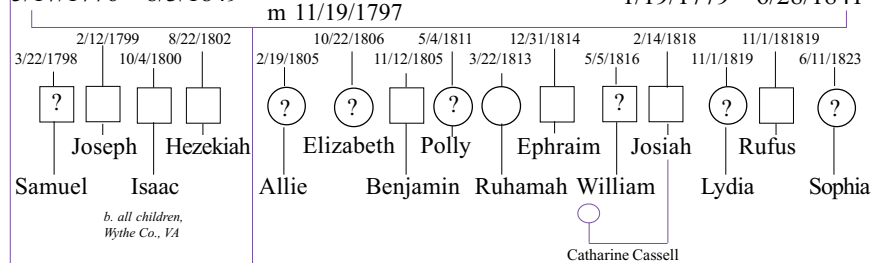 m 11/19/1797
2/12/1799 8/22/1802 10/22/1806 5/4/1811 12/31/1814 2/14/1818 11/1/181819
3/22/1798 10/4/1800 2/19/1805 11/12/1805 3/22/1813 5/5/1816 11/1/1819 6/11/1823
? ? ? ? ? ? ?
Joseph Hezekiah Elizabeth Polly Ephraim Josiah Rufus
Samuel Isaac Allie Benjamin Ruhamah William Lydia Sophia
b. all children,
Wythe Co., VA
Catharine Cassell